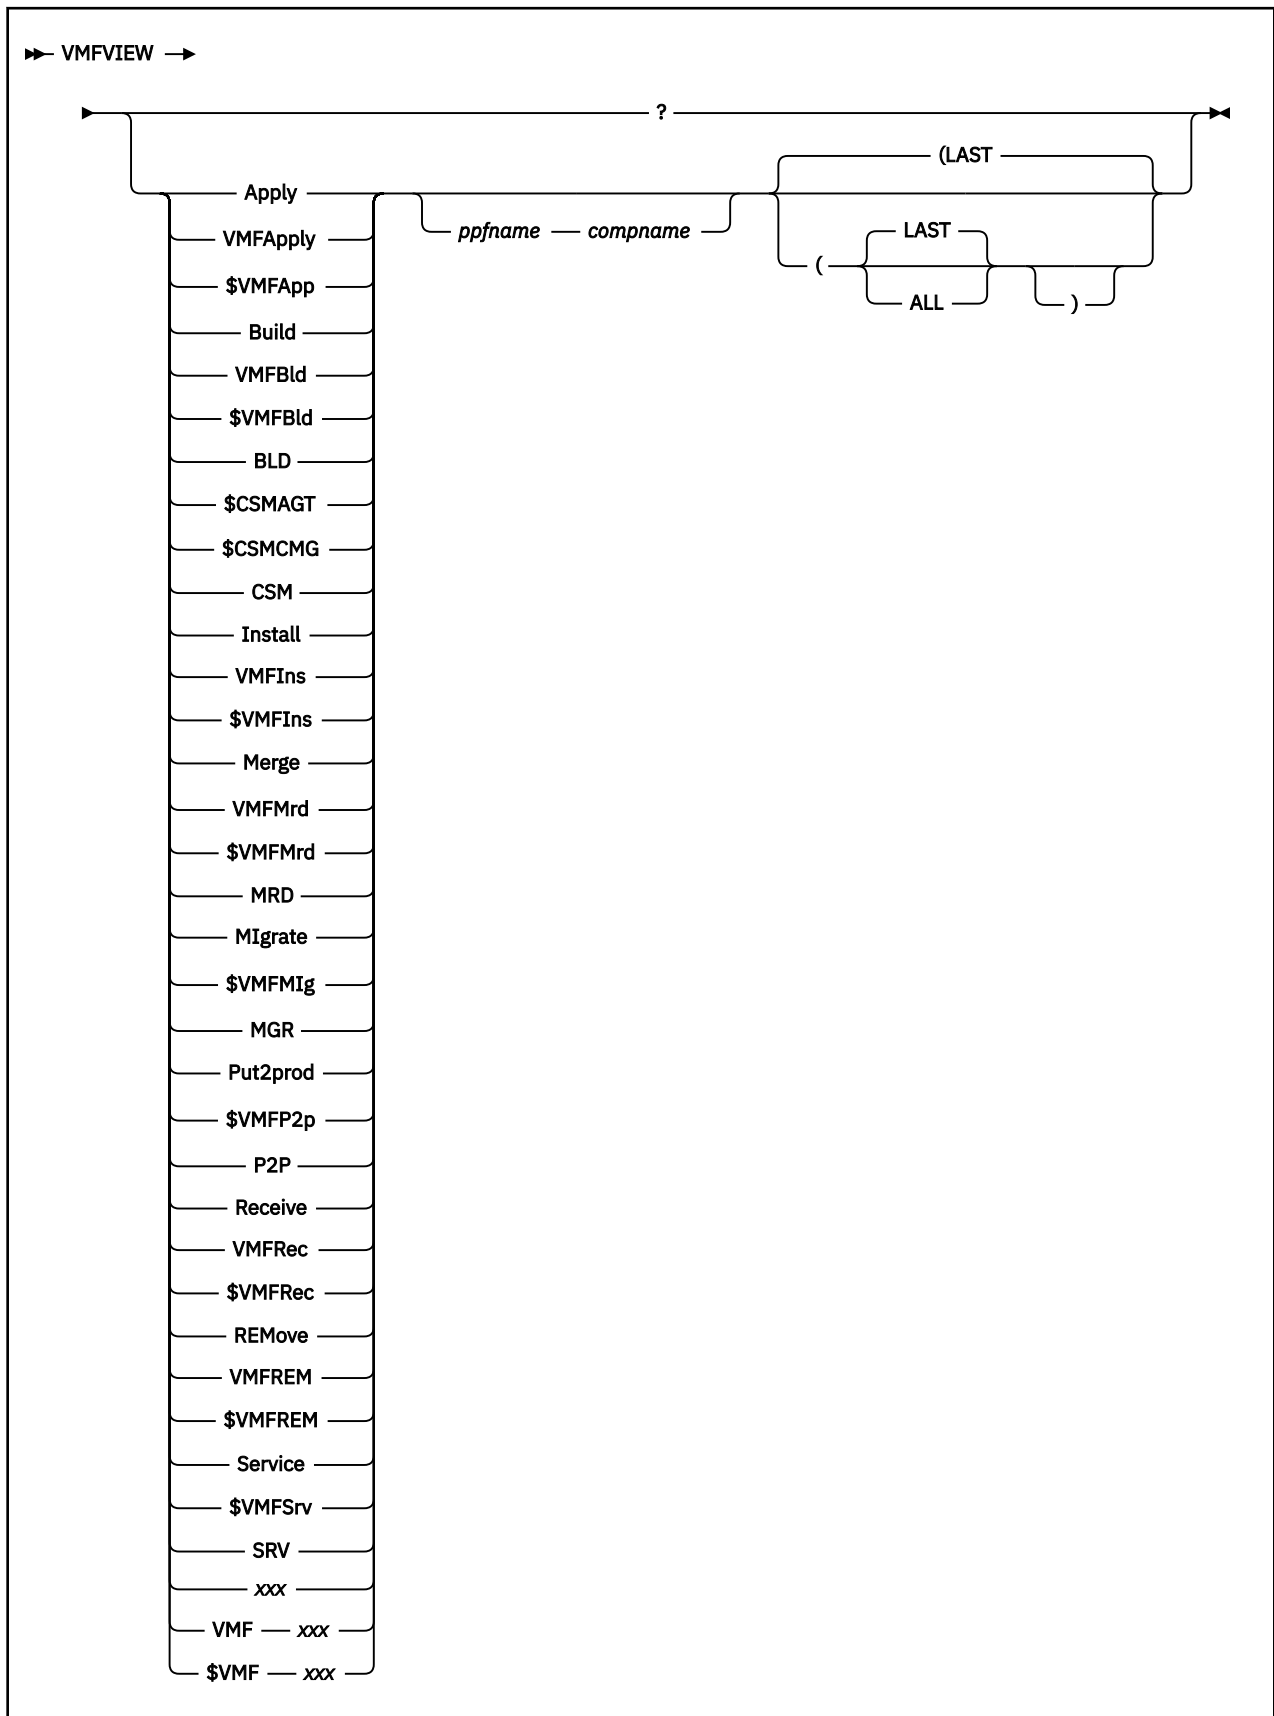 VMFVIEW
?
(LAST
Apply
ppfname compname
LAST
VMFApply
(
$VMFApp
ALL
)
Build
VMFBld
$VMFBld
BLD
$CSMAGT
$CSMCMG
CSM
Install
VMFIns
$VMFIns
Merge
VMFMrd
$VMFMrd
MRD
MIgrate
$VMFMIg
MGR
Put2prod
$VMFP2p
P2P
Receive
VMFRec
$VMFRec
REMove
VMFREM
$VMFREM
Service
$VMFSrv
SRV
xxx
VMF xxx
$VMF xxx